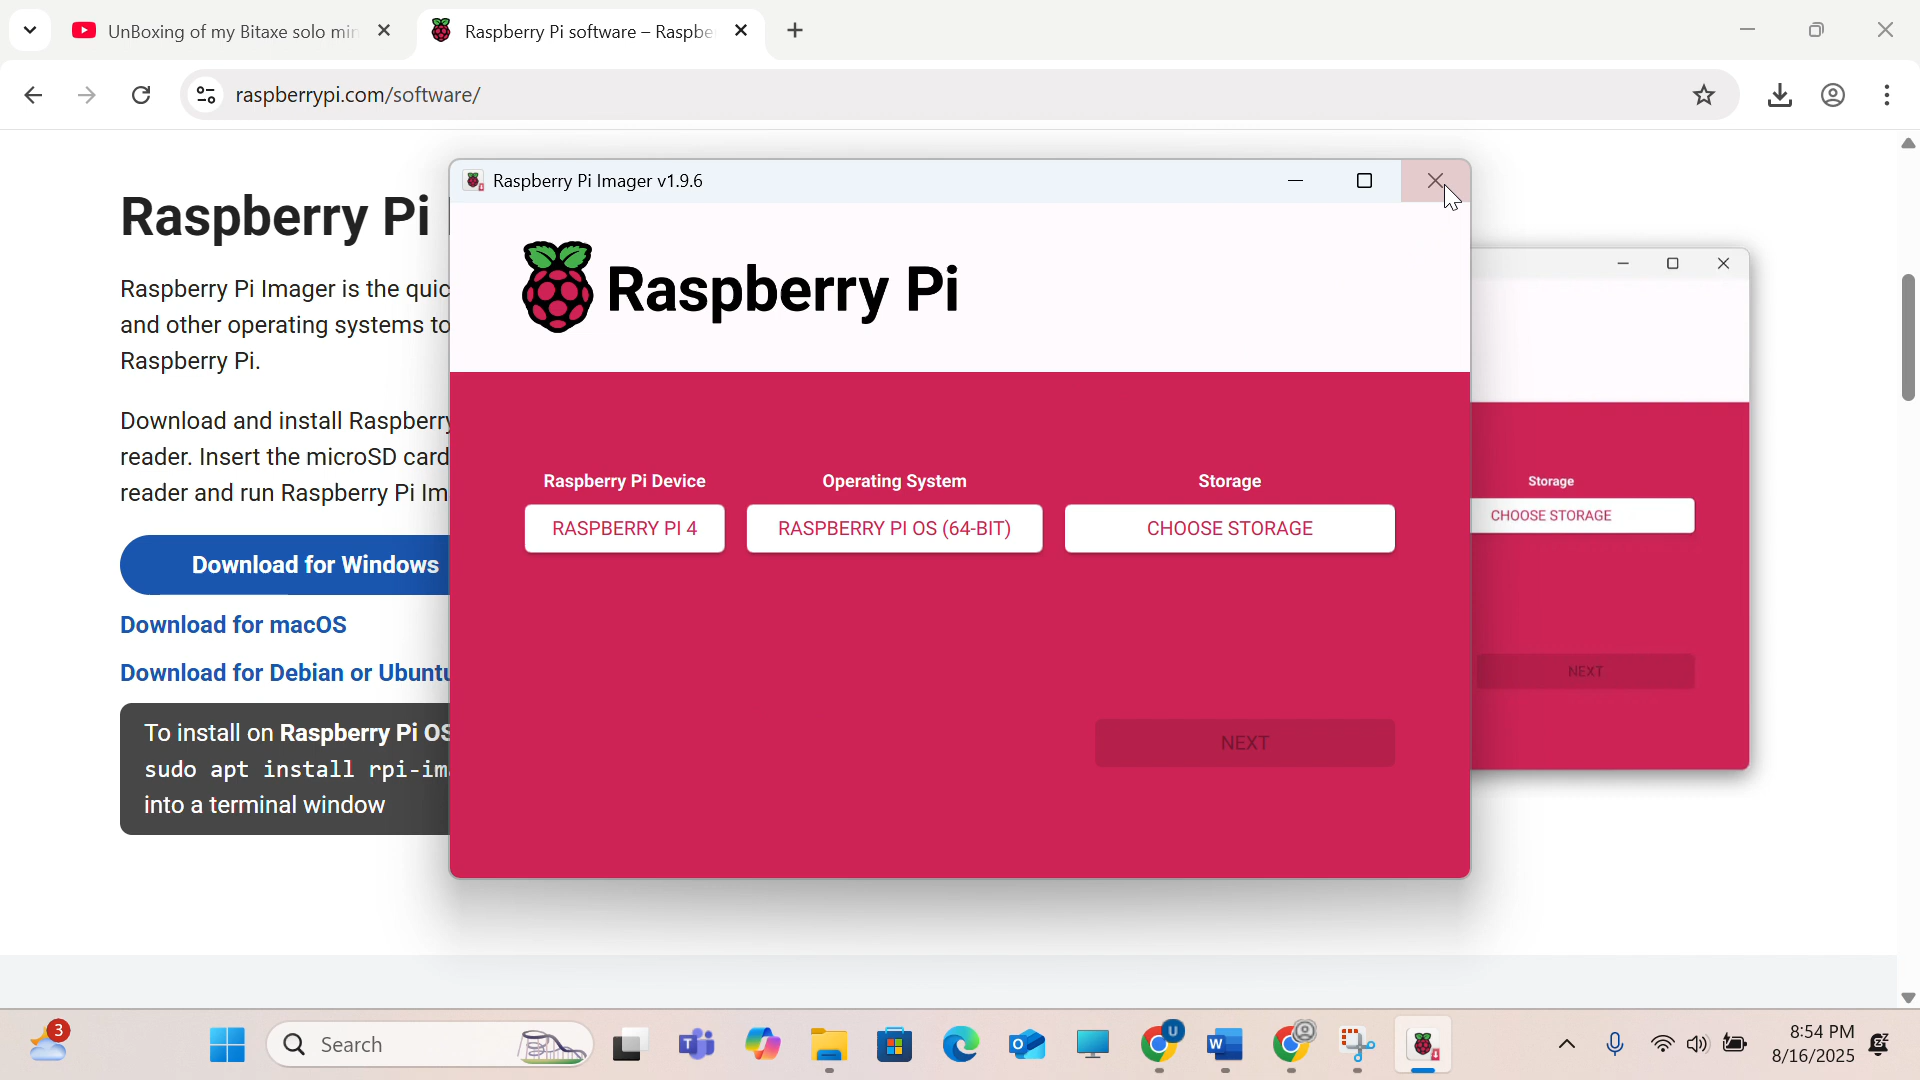 UnBoxing of my Bitaxe solo min
Raspberry Pi software – Raspbe
raspberrypi.com/software/
Raspberry Pi
Raspberry Pi Imager is the quic
and other operating systems to
Raspberry Pi.
Download and install Raspberry
reader. Insert the microSD card
reader and run Raspberry Pi Im
Download for Windows
Download for macOS
Download for Debian or Ubuntu
To install on Raspberry Pi OS
sudo apt install rpi-im
into a terminal window
Raspberry Pi Imager v1.9.6
Raspberry Pi
Raspberry Pi Device
Operating System
Storage
RASPBERRY PI 4
RASPBERRY PI OS (64-BIT)
CHOOSE STORAGE
NEXT
Storage
CHOOSE STORAGE
NEXT
3
Search
U
8:54 PM
8/16/2025